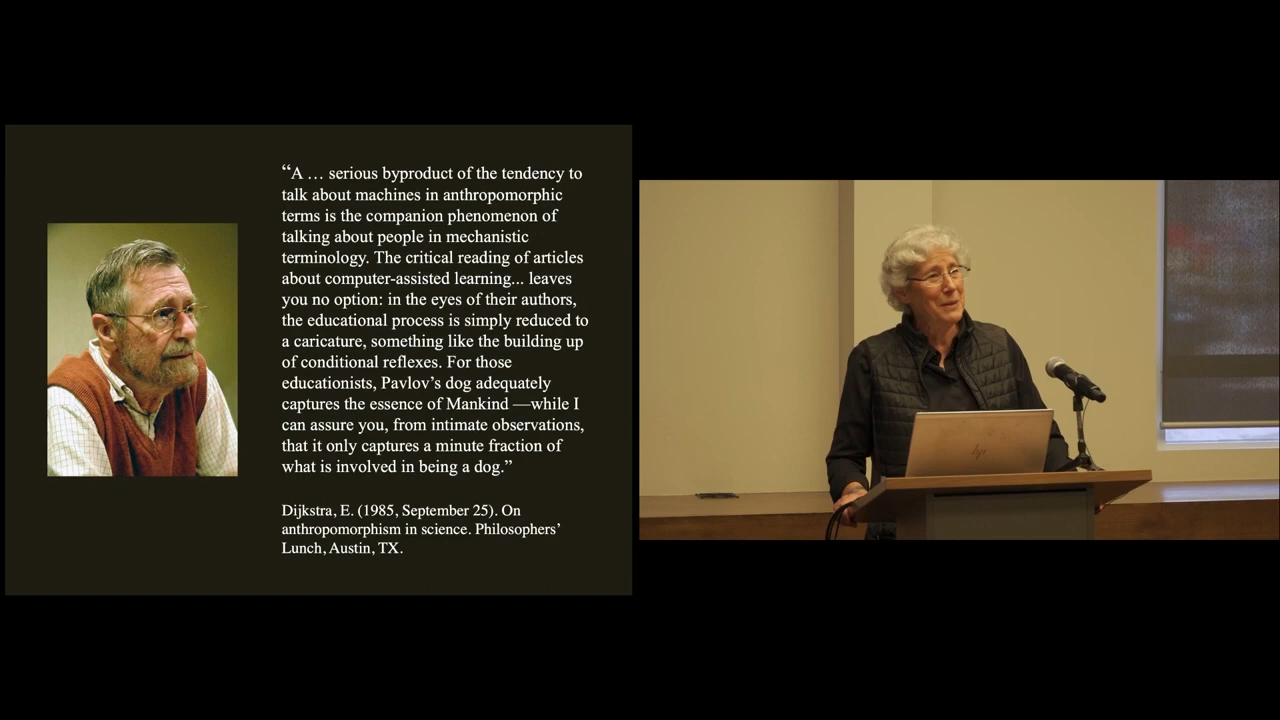 “A … serious byproduct of the tendency to
talk about machines in anthropomorphic
terms is the companion phenomenon of
talking about people in mechanistic
terminology. The critical reading of articles
about computer-assisted learning... leaves
you no option: in the eyes of their authors,
the educational process is simply reduced to
a caricature, something like the building up
of conditional reflexes. For those
educationists, Pavlov’s dog adequately
captures the essence of Mankind —while I
can assure you, from intimate observations,
that it only captures a minute fraction of
what is involved in being a dog.”
Dijkstra, E. (1985, September 25). On
anthropomorphism in science. Philosophers’
Lunch, Austin, TX.
hp